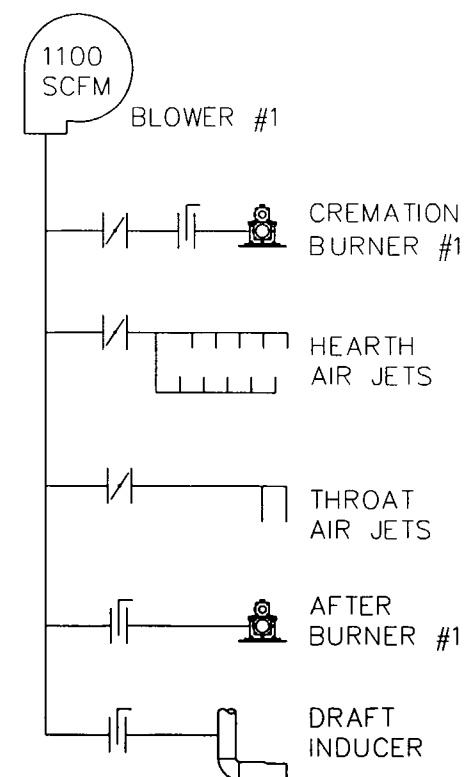 1100
SCFM
BLOWER #1
CREMATION
BURNER #1
HEARTH
AIR JETS
THROAT
AIR JETS
AFTER
BURNER #1
DRAFT
INDUCER